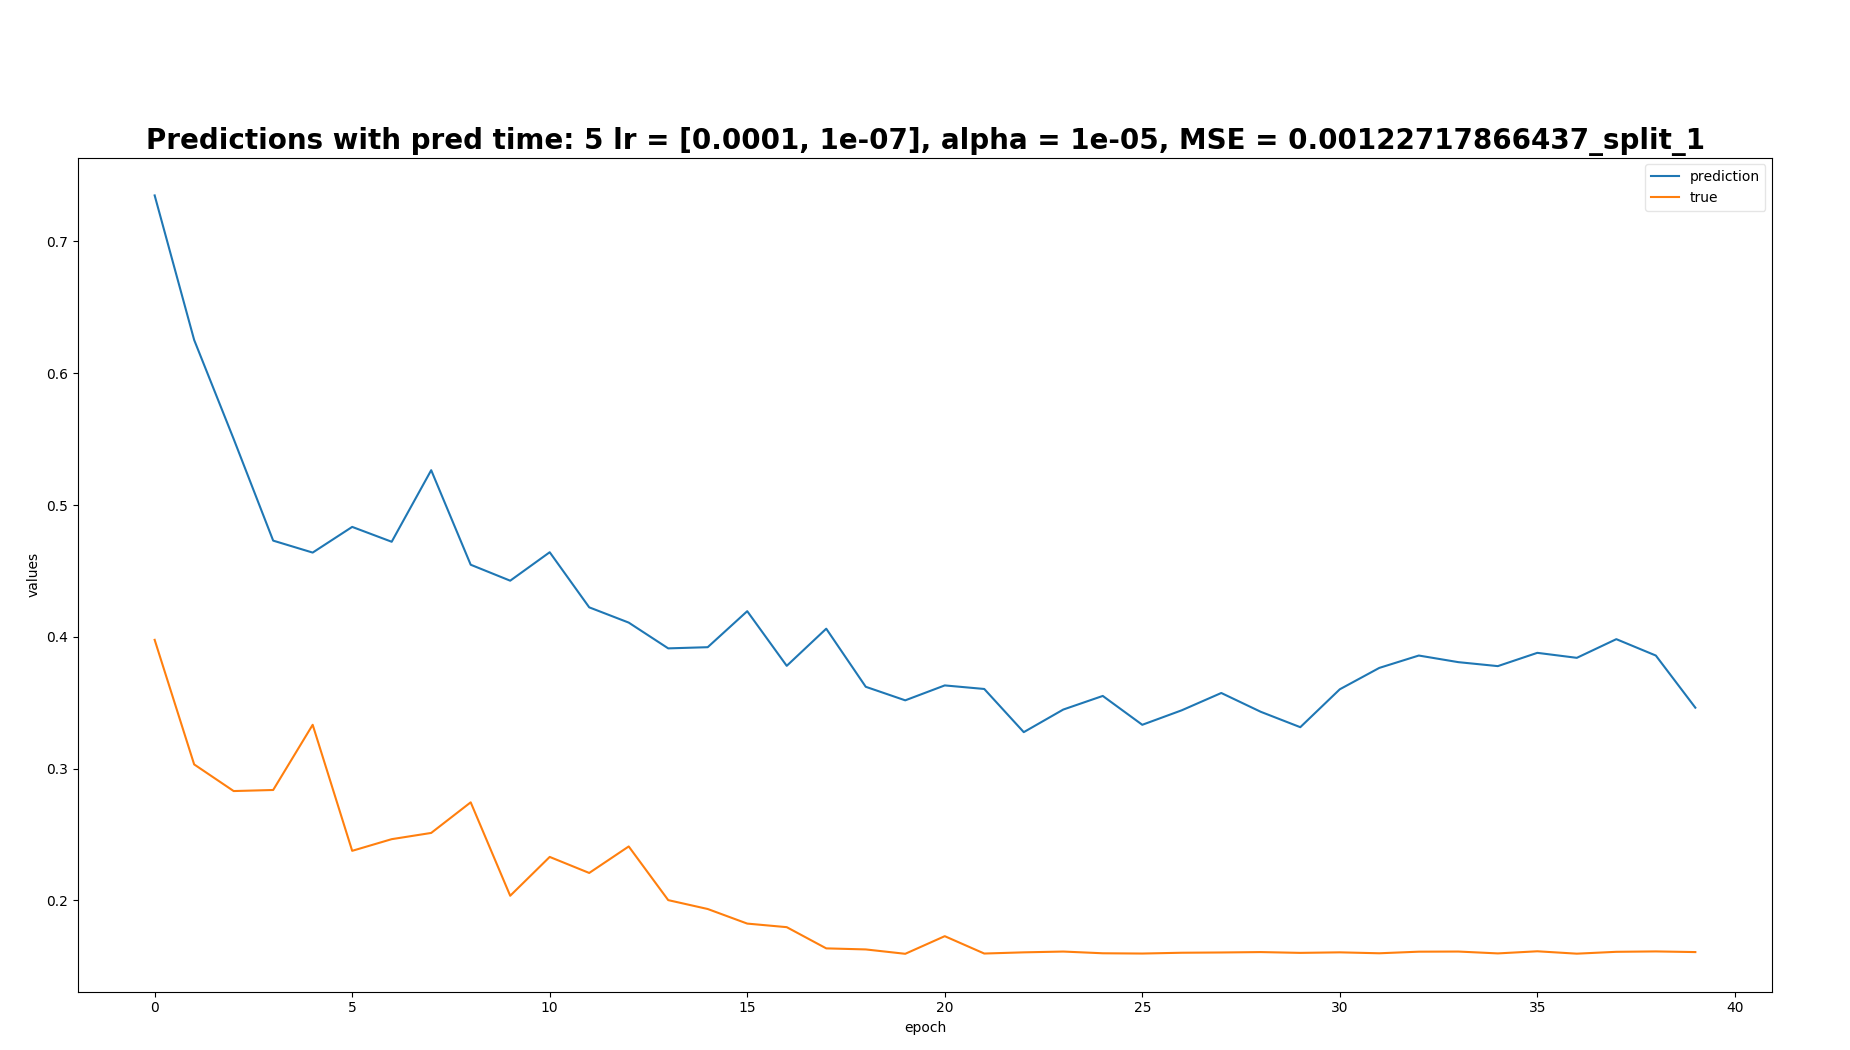 Predictions with pred time: 5 lr = [0.0001, 1e-07], alpha = 1e-05, MSE = 0.00122717866437_split_1
prediction
true
values
0.7
0.6
0.5
0.4
0.3
0.2
0 5 10 15 20 25 30 35 40
epoch